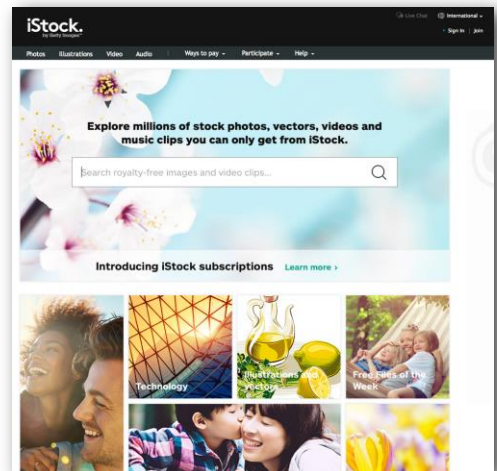 Live Chat International
iStock.
by Getty Images™
Sign In | Join
Photos Illustrations Video Audio Ways to pay Participate Help
Explore millions of stock photos, vectors, videos and
music clips you can only get from iStock.
Search royalty-free images and video clips...
Introducing iStock subscriptions Learn more ›
Technology
Illustrations and
Vectors
Free Files of the
Week